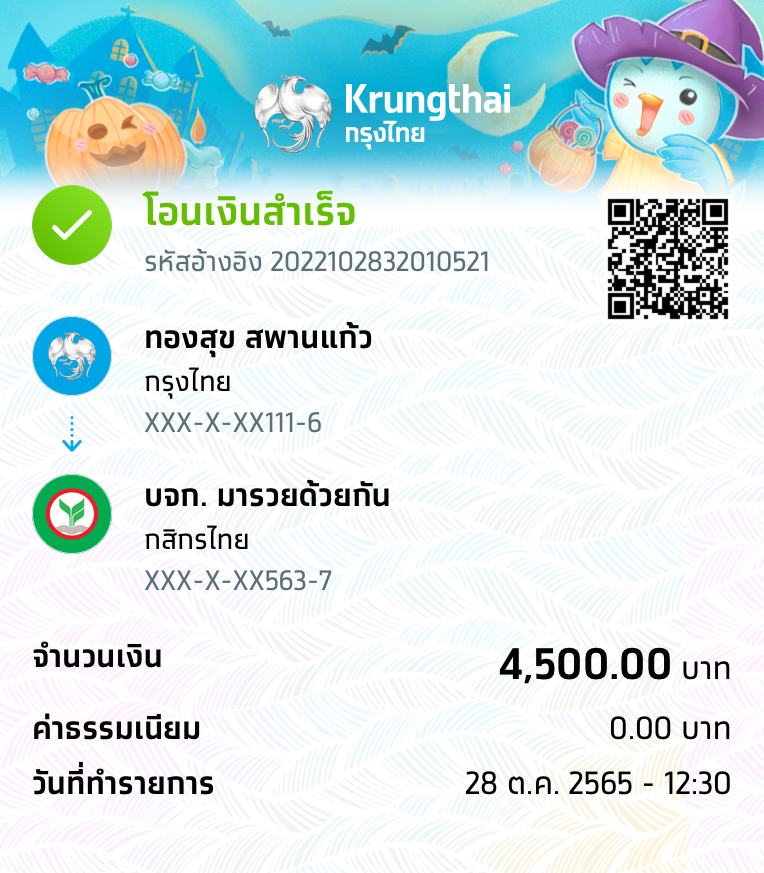 Krungthai
กรุงไทย
โอนเงินสำเร็จ
รหัสอ้างอิง 2022102832010521
ทองสุข สพานแก้ว
กรุงไทย
XXX-X-XX111-6
บจก. มารวยด้วยกัน
กสิกรไทย
XXX-X-XX563-7
จำนวนเงิน 4,500.00 บาท
ค่าธรรมเนียม 0.00 บาท
วันที่ทำรายการ 28 ต.ค. 2565 - 12:30